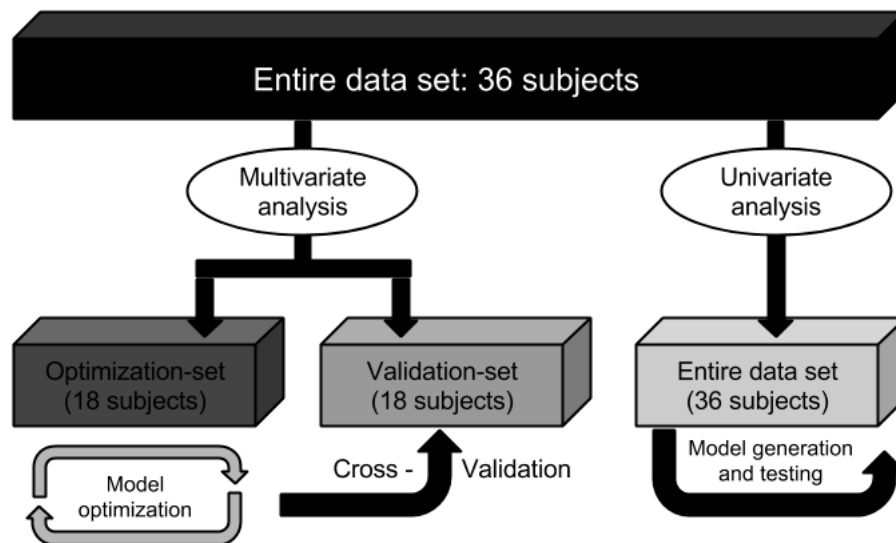 Entire data set: 36 subjects
Multivariate
analysis
Univariate
analysis
Optimization-set
(18 subjects)
Validation-set
(18 subjects)
Entire data set
(36 subjects)
Model
optimization
Cross - Validation
Model generation
and testing